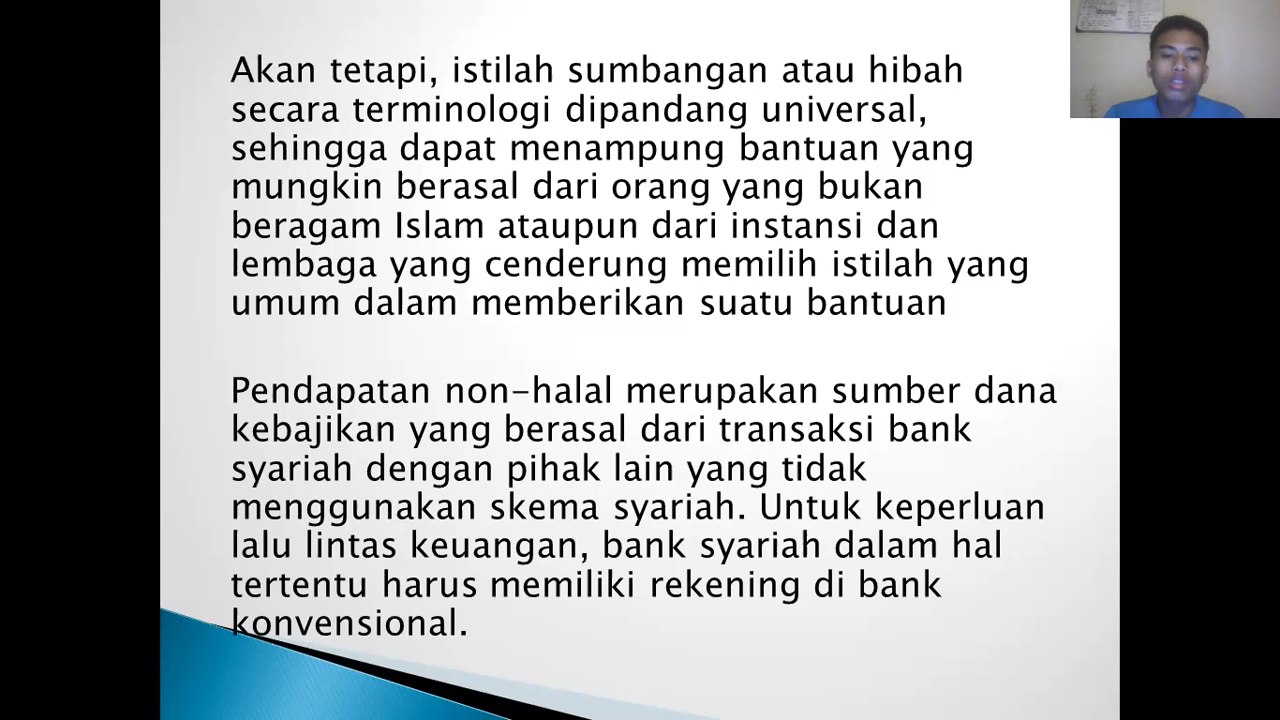 Akan tetapi, istilah sumbangan atau hibah
secara terminologi dipandang universal,
sehingga dapat menampung bantuan yang
mungkin berasal dari orang yang bukan
beragam Islam ataupun dari instansi dan
lembaga yang cenderung memilih istilah yang
umum dalam memberikan suatu bantuan
Pendapatan non-halal merupakan sumber dana
kebajikan yang berasal dari transaksi bank
syariah dengan pihak lain yang tidak
menggunakan skema syariah. Untuk keperluan
lalu lintas keuangan, bank syariah dalam hal
tertentu harus memiliki rekening di bank
konvensional.